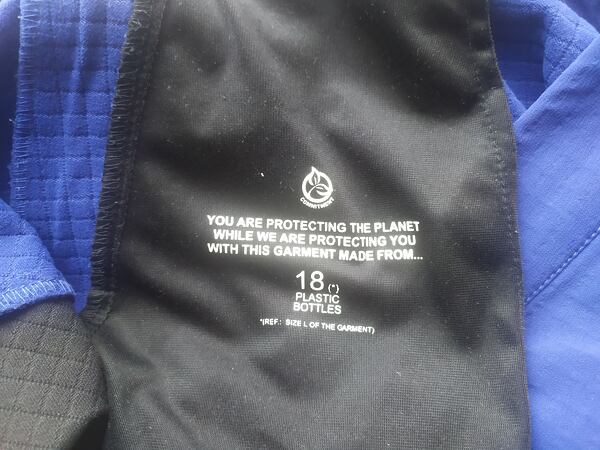 COMMITMENT
YOU ARE PROTECTING THE PLANET
WHILE WE ARE PROTECTING YOU
WITH THIS GARMENT MADE FROM...
18 (*)
PLASTIC
BOTTLES
*(REF.: SIZE L OF THE GARMENT)